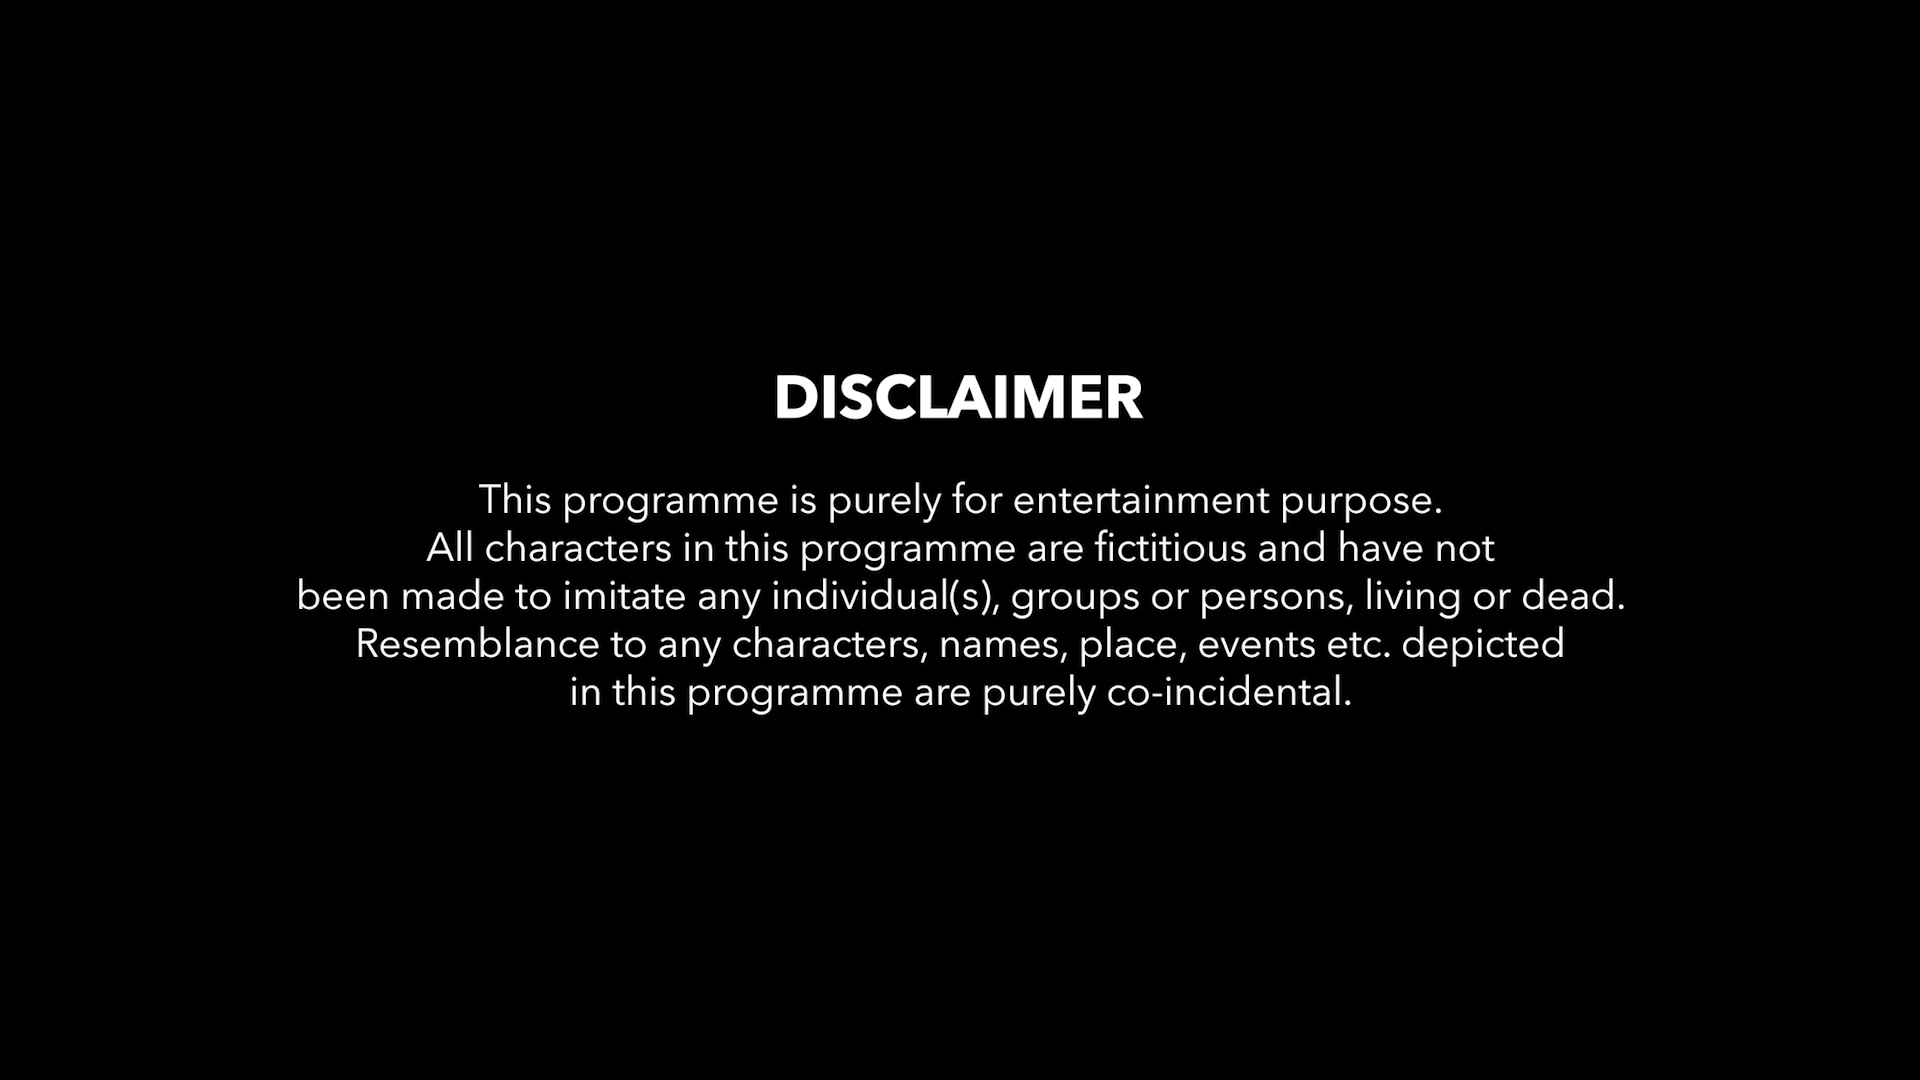 DISCLAIMER
This programme is purely for entertainment purpose.
All characters in this programme are fictitious and have not
been made to imitate any individual(s), groups or persons, living or dead.
Resemblance to any characters, names, place, events etc. depicted
in this programme are purely co-incidental.